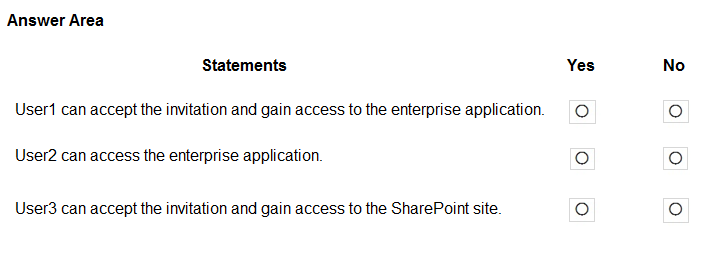 Answer Area
Statements Yes No
User1 can accept the invitation and gain access to the enterprise application.
User2 can access the enterprise application.
User3 can accept the invitation and gain access to the SharePoint site.